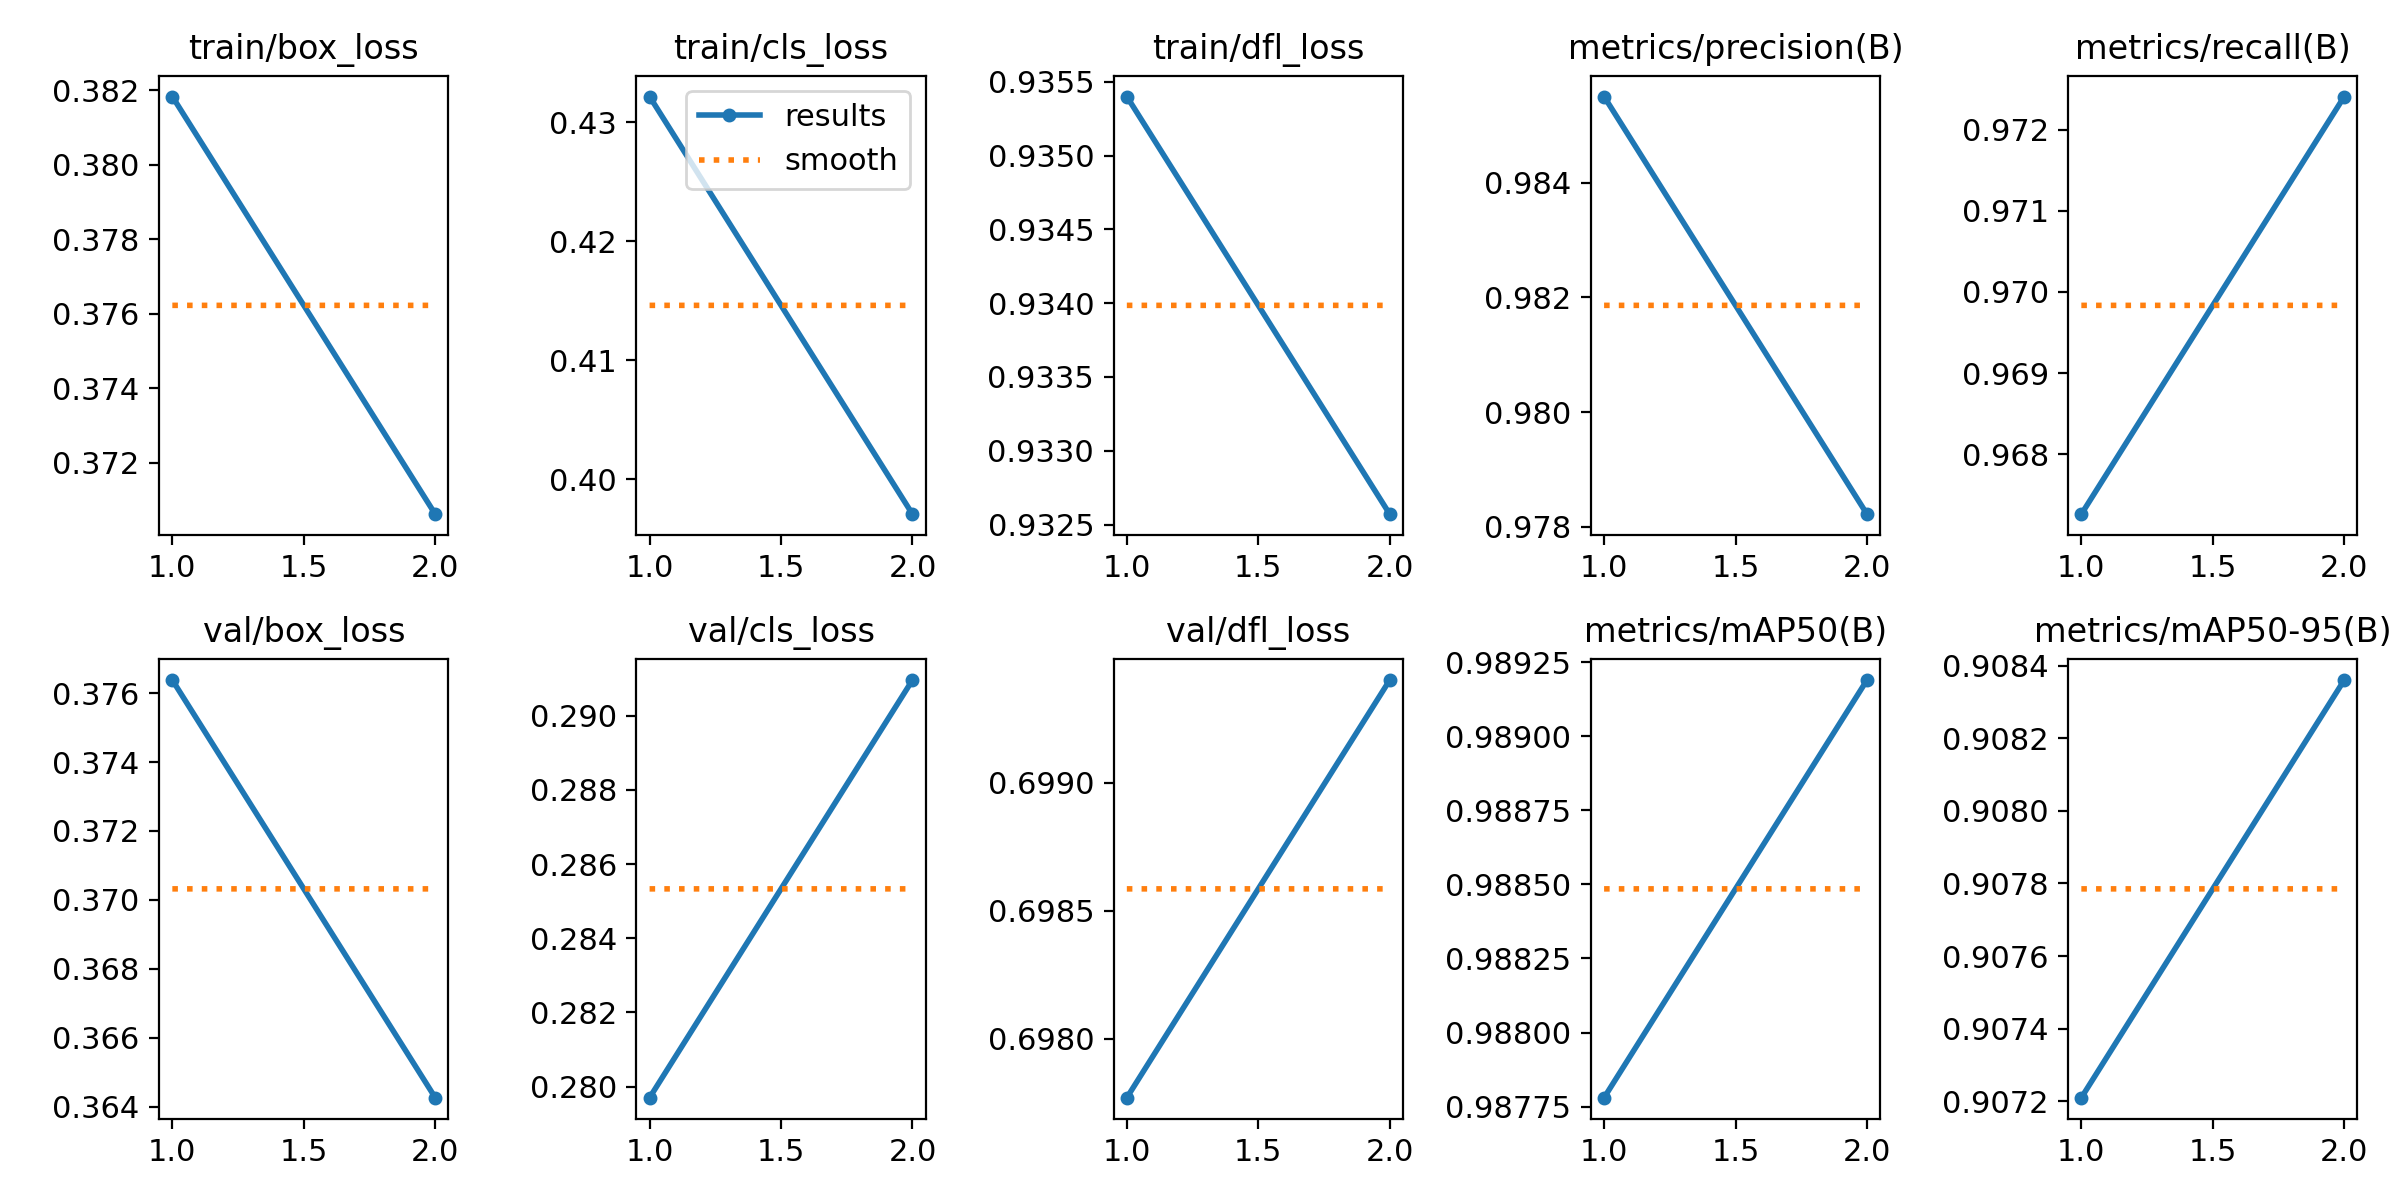 train/box_loss
0.382
0.380
0.378
0.376
0.374
0.372
1.0 1.5 2.0
train/cls_loss
results
smooth
0.43
0.42
0.41
0.40
1.0 1.5 2.0
train/dfl_loss
0.9355
0.9350
0.9345
0.9340
0.9335
0.9330
0.9325
1.0 1.5 2.0
metrics/precision(B)
0.984
0.982
0.980
0.978
1.0 1.5 2.0
metrics/recall(B)
0.972
0.971
0.970
0.969
0.968
1.0 1.5 2.0
val/box_loss
0.376
0.374
0.372
0.370
0.368
0.366
0.364
1.0 1.5 2.0
val/cls_loss
0.290
0.288
0.286
0.284
0.282
0.280
1.0 1.5 2.0
val/dfl_loss
0.6990
0.6985
0.6980
1.0 1.5 2.0
metrics/mAP50(B)
0.98925
0.98900
0.98875
0.98850
0.98825
0.98800
0.98775
1.0 1.5 2.0
metrics/mAP50-95(B)
0.9084
0.9082
0.9080
0.9078
0.9076
0.9074
0.9072
1.0 1.5 2.0